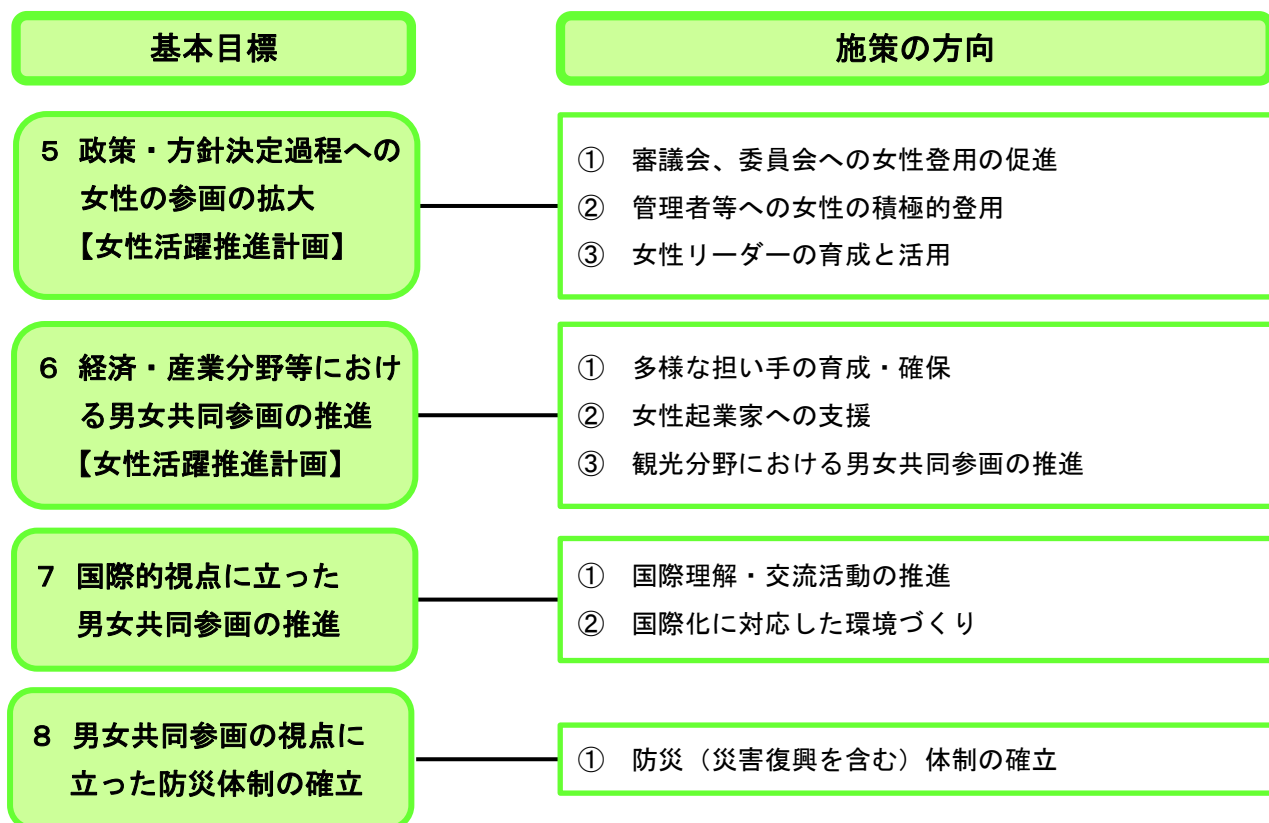 基本目標
施策の方向
５ 政策・方針決定過程への
女性の参画の拡大
【女性活躍推進計画】
① 審議会、委員会への女性登用の促進
② 管理者等への女性の積極的登用
③ 女性リーダーの育成と活用
６ 経済・産業分野等におけ
る男女共同参画の推進
【女性活躍推進計画】
① 多様な担い手の育成・確保
② 女性起業家への支援
③ 観光分野における男女共同参画の推進
７ 国際的視点に立った
男女共同参画の推進
① 国際理解・交流活動の推進
② 国際化に対応した環境づくり
８ 男女共同参画の視点に
立った防災体制の確立
① 防災（災害復興を含む）体制の確立